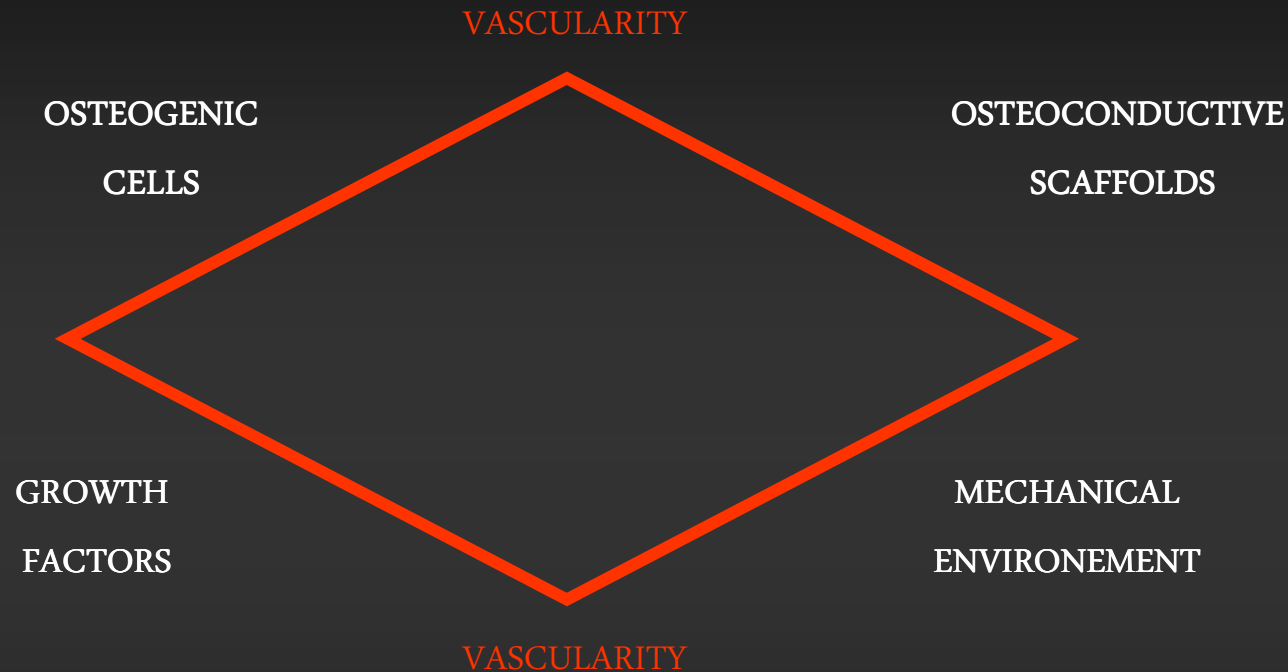 VASCULARITY
OSTEOGENIC
CELLS
OSTEOCONDUCTIVE
SCAFFOLDS
GROWTH
FACTORS
MECHANICAL
ENVIRONEMENT
VASCULARITY